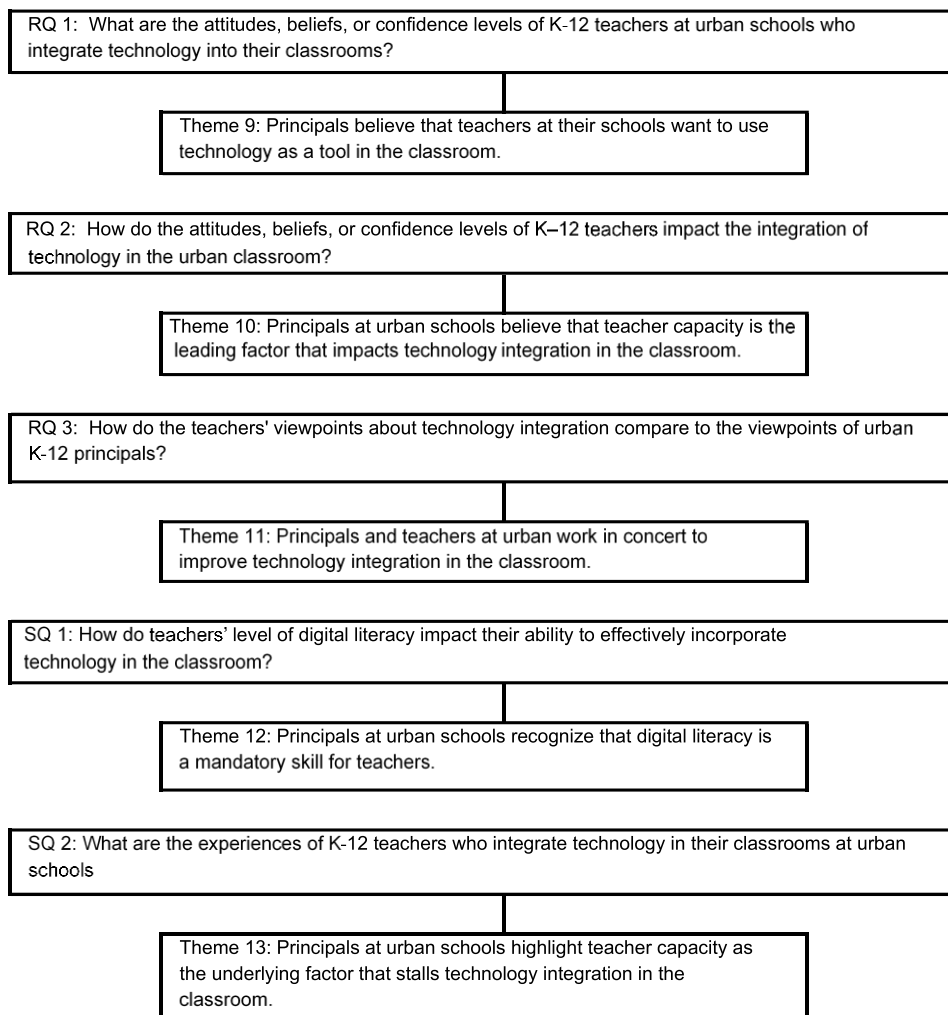 RQ 1:  What are the attitudes, beliefs, or confidence levels of K-12 teachers at urban schools who
integrate technology into their classrooms?
Theme 9: Principals believe that teachers at their schools want to use
technology as a tool in the classroom.
RQ 2:  How do the attitudes, beliefs, or confidence levels of K–12 teachers impact the integration of
technology in the urban classroom?
Theme 10: Principals at urban schools believe that teacher capacity is the
leading factor that impacts technology integration in the classroom.
RQ 3:  How do the teachers' viewpoints about technology integration compare to the viewpoints of urban
K-12 principals?
Theme 11: Principals and teachers at urban work in concert to
improve technology integration in the classroom.
SQ 1: How do teachers’ level of digital literacy impact their ability to effectively incorporate
technology in the classroom?
Theme 12: Principals at urban schools recognize that digital literacy is
a mandatory skill for teachers.
SQ 2: What are the experiences of K-12 teachers who integrate technology in their classrooms at urban
schools
Theme 13: Principals at urban schools highlight teacher capacity as
the underlying factor that stalls technology integration in the
classroom.